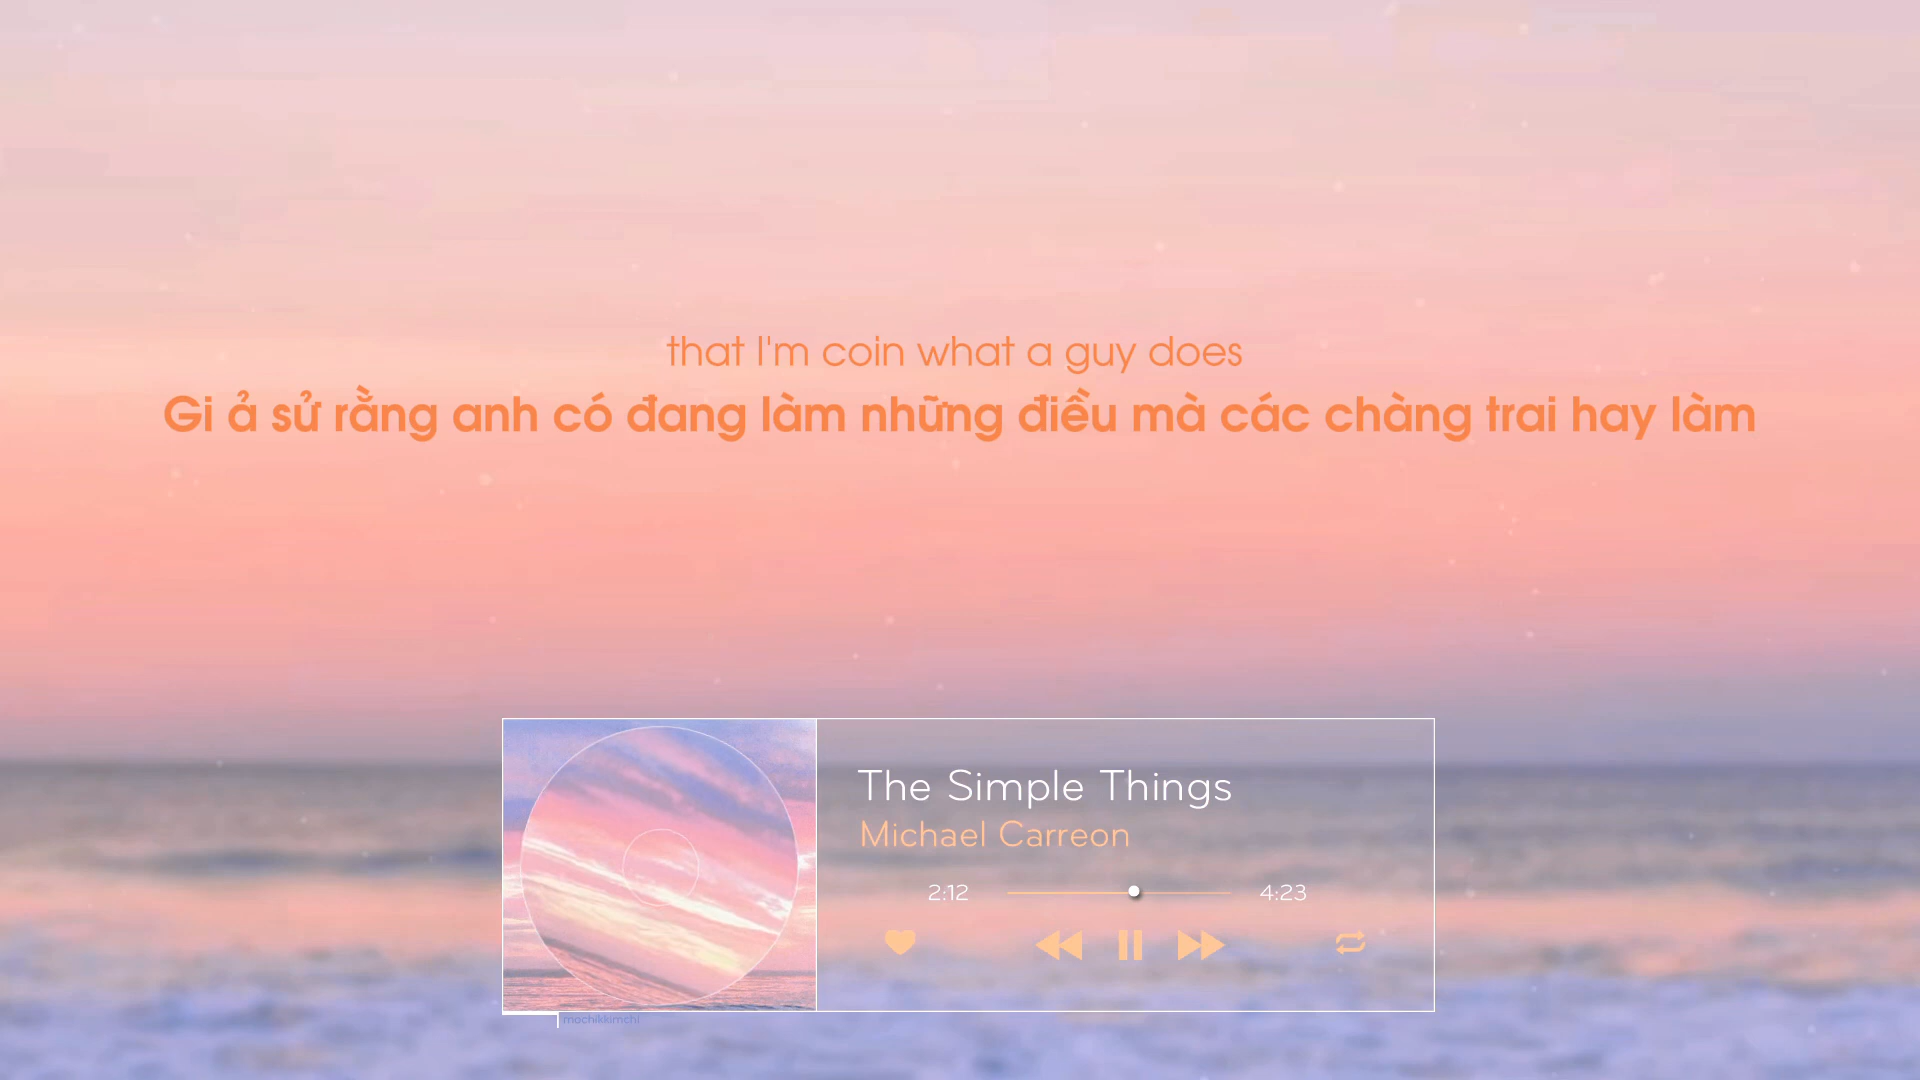 that I'm coin what a guy does
Gi ả sử rằng anh có đang làm những điều mà các chàng trai hay làm
The Simple Things
Michael Carreon
2:12
4:23
mochikkimchi